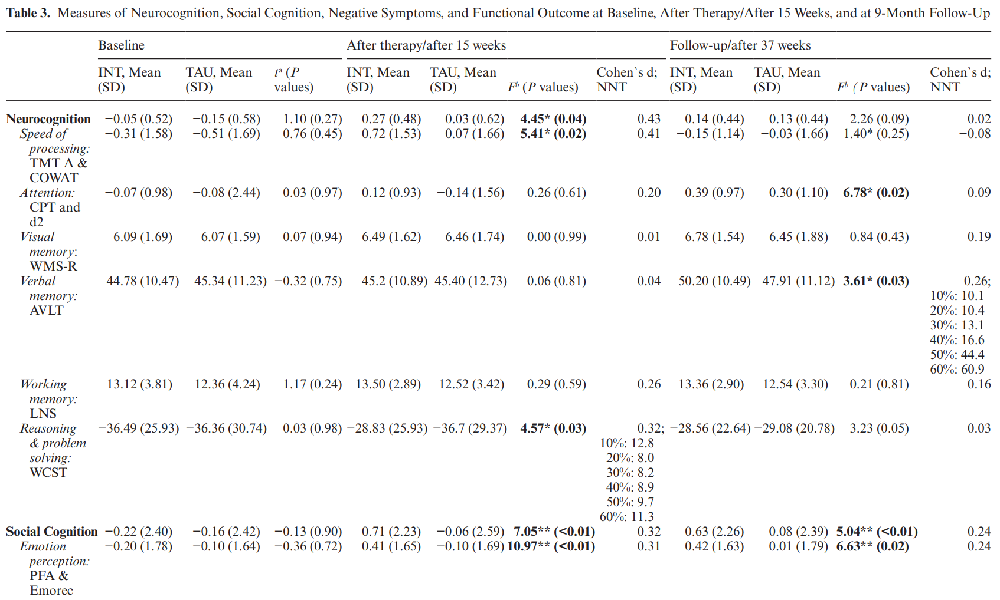 Table 3. Measures of Neurocognition, Social Cognition, Negative Symptoms, and Functional Outcome at Baseline, After Therapy/After 15 Weeks, and at 9-Month Follow-Up
Baseline After therapy/after 15 weeks Follow-up/after 37 weeks
INT, Mean TAU, Mean tᵃ (P INT, Mean TAU, Mean Cohen`s d; INT, Mean TAU, Mean Cohen`s d;
(SD) (SD) values) (SD) (SD) Fᵇ (P values) NNT (SD) (SD) Fᵇ (P values) NNT
Neurocognition −0.05 (0.52) −0.15 (0.58) 1.10 (0.27) 0.27 (0.48) 0.03 (0.62) 4.45* (0.04) 0.43 0.14 (0.44) 0.13 (0.44) 2.26 (0.09) 0.02
Speed of −0.31 (1.58) −0.51 (1.69) 0.76 (0.45) 0.72 (1.53) 0.07 (1.66) 5.41* (0.02) 0.41 −0.15 (1.14) −0.03 (1.66) 1.40* (0.25) −0.08
processing:
TMT A &
COWAT
Attention: −0.07 (0.98) −0.08 (2.44) 0.03 (0.97) 0.12 (0.93) −0.14 (1.56) 0.26 (0.61) 0.20 0.39 (0.97) 0.30 (1.10) 6.78* (0.02) 0.09
CPT and
d2
Visual 6.09 (1.69) 6.07 (1.59) 0.07 (0.94) 6.49 (1.62) 6.46 (1.74) 0.00 (0.99) 0.01 6.78 (1.54) 6.45 (1.88) 0.84 (0.43) 0.19
memory:
WMS-R
Verbal 44.78 (10.47) 45.34 (11.23) −0.32 (0.75) 45.2 (10.89) 45.40 (12.73) 0.06 (0.81) 0.04 50.20 (10.49) 47.91 (11.12) 3.61* (0.03) 0.26;
memory: 10%: 10.1
AVLT 20%: 10.4
30%: 13.1
40%: 16.6
50%: 44.4
60%: 60.9
Working 13.12 (3.81) 12.36 (4.24) 1.17 (0.24) 13.50 (2.89) 12.52 (3.42) 0.29 (0.59) 0.26 13.36 (2.90) 12.54 (3.30) 0.21 (0.81) 0.16
memory:
LNS
Reasoning −36.49 (25.93) −36.36 (30.74) 0.03 (0.98) −28.83 (25.93) −36.7 (29.37) 4.57* (0.03) 0.32; −28.56 (22.64) −29.08 (20.78) 3.23 (0.05) 0.03
& problem 10%: 12.8
solving: 20%: 8.0
WCST 30%: 8.2
40%: 8.9
50%: 9.7
60%: 11.3
Social Cognition −0.22 (2.40) −0.16 (2.42) −0.13 (0.90) 0.71 (2.23) −0.06 (2.59) 7.05** (<0.01) 0.32 0.63 (2.26) 0.08 (2.39) 5.04** (<0.01) 0.24
Emotion −0.20 (1.78) −0.10 (1.64) −0.36 (0.72) 0.41 (1.65) −0.10 (1.69) 10.97** (<0.01) 0.31 0.42 (1.63) 0.01 (1.79) 6.63** (0.02) 0.24
perception:
PFA &
Emorec